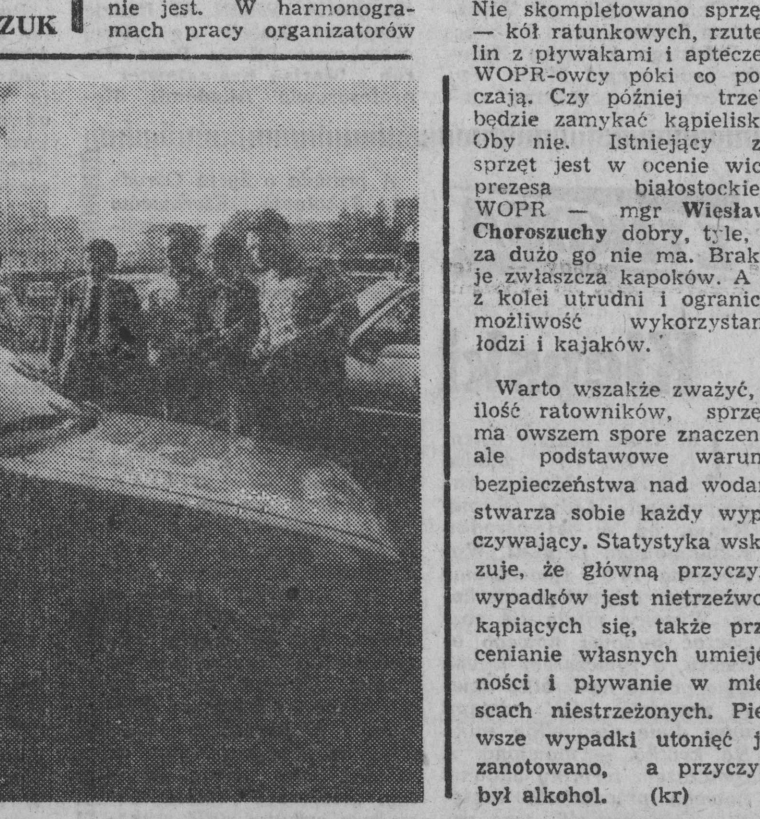 ZUK
nie jest. W harmonogra-
mach pracy organizatorów
Nie skompletowano sprzę
— kół ratunkowych, rzute
lin z pływakami i aptecze
WOPR-owcy póki co po
czają. Czy później trze
będzie zamykać kąpielisk
Oby nie. Istniejący z
sprzęt jest w ocenie wic
prezesa białostockie
WOPR — mgr Więsław
Choroszuchy dobry, tyle,
za dużo go nie ma. Brak
je zwłaszcza kapoków. A
z kolei utrudni i ogranic
możliwość wykorzystan
łodzi i kajaków.
Warto wszakże zważyć,
ilość ratowników, sprzę
ma owszem spore znaczen
ale podstawowe warun
bezpieczeństwa nad woda
stwarza sobie każdy wyp
czywający. Statystyka wsk
zuje, że główną przyczy
wypadków jest nietrzeźwo
kąpiących się, także prz
cenianie własnych umieję
ności i pływanie w mie
scach niestrzeżonych. Pie
wsze wypadki utonięć j
zanotowano, a przyczy
był alkohol. (kr)